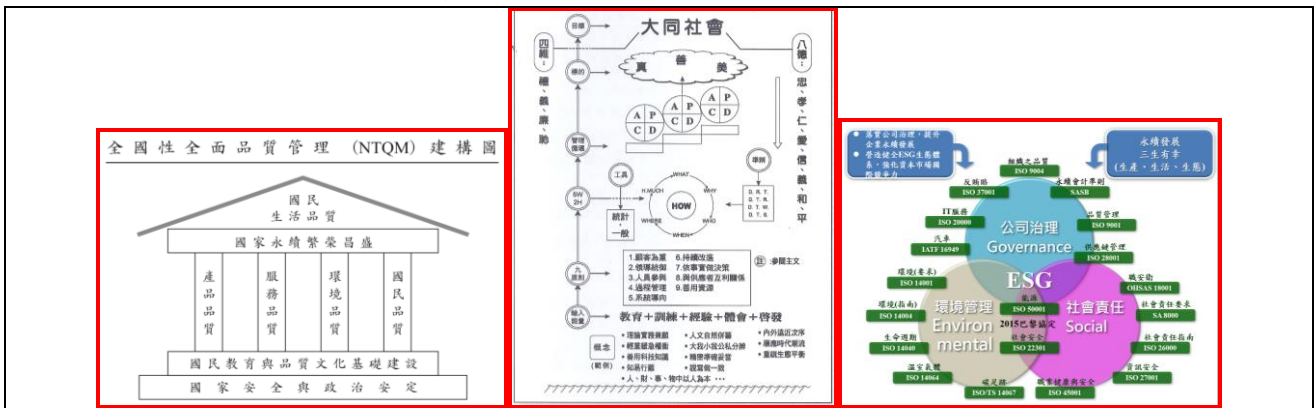 全國性全面品質管理 (NTQM) 建構圖
國民
生活品質
國家永續繁榮昌盛
產品品質
服務品質
環境品質
國民品質
國民教育與品質文化基礎建設
國家安全與政治安定
大同社會
目標
四維：禮、義、廉、恥
八德：忠、孝、仁、愛、信、義、和、平
標的
真 善 美
A P
C D
A P
C D
A P
C D
管理循環
工具
準則
5W
2H
統計
一般
HOW
WHAT
WHY
WHO
WHEN
WHERE
H.MUCH
D. R. T.
D. T. R.
D. T. W.
D. T. S.
九原則
1.顧客為重 6.持續改進
2.領導統御 7.依事實做決策
3.人員參與 8.與供應者互利關係
4.過程管理 9.善用資源
5.系統導向
註 :參閱主文
輸入能量
教育＋訓練＋經驗＋體會＋啓發
概念
(範例)
•理論實務兼顧 •人文自然併蓄 •內外遠近次序
•輕重緩急權衡 •大我小我公私分辨 •順應時代潮流
•善用科技知識 •精密準確妥當 •重視生態平衡
•知易行難 •說寫做一致
•人、財、事、物中以人為本 ‧‧‧
落實公司治理，提升企業永續發展
營造健全ESG生態體系，強化資本市場國際競爭力
永續發展
三生有幸
(生產、生活、生態)
組織之品質
ISO 9004
反賄賂
ISO 37001
永續會計準則
SASB
IT服務
ISO 20000
品質管理
ISO 9001
汽車
IATF 16949
供應鏈管理
ISO 28001
公司治理
Governance
ESG
環境(要求)
ISO 14001
職安衛
OHSAS 18001
環境(指南)
ISO 14004
社會責任要求
SA 8000
環境管理
Environ
mental
社會責任
Social
能源
ISO 50001
2015巴黎協定
社會安全
ISO 22301
生命週期
ISO 14040
社會責任指南
ISO 26000
溫室氣體
ISO 14064
資訊安全
ISO 27001
碳足跡
ISO/TS 14067
職業健康與安全
ISO 45001